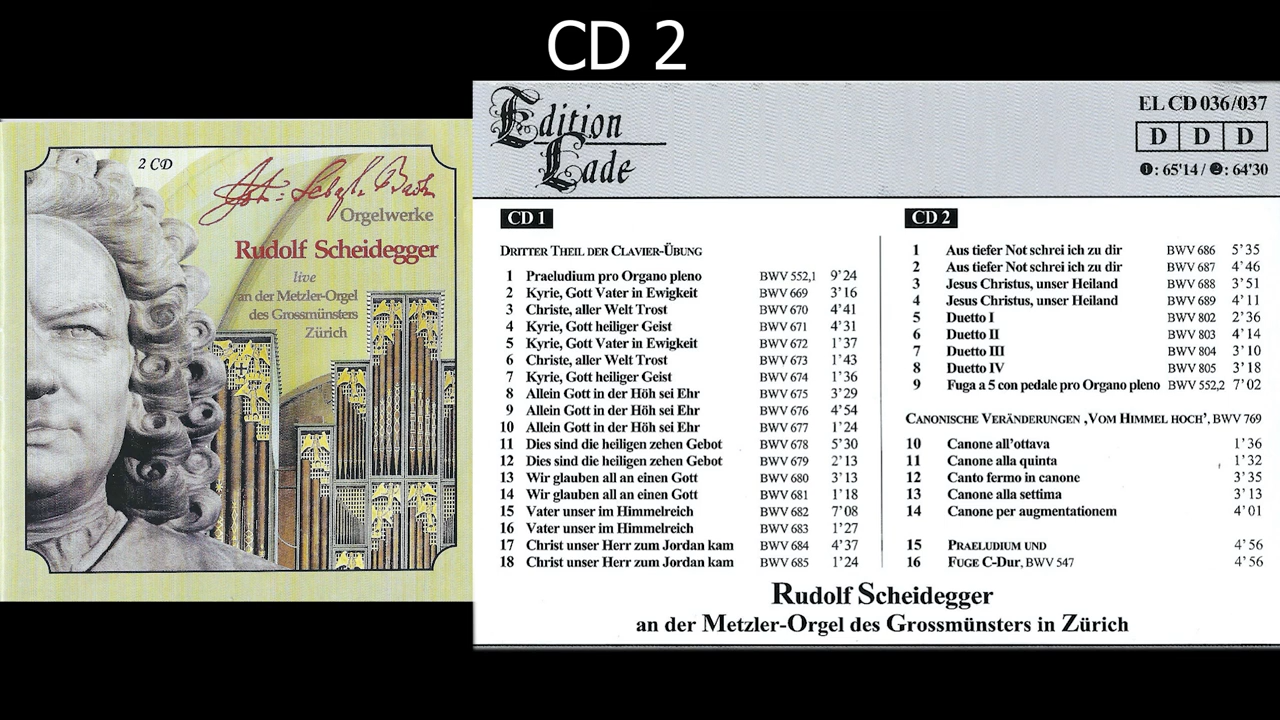 CD 2
2 CD
Joh: Sebast. Bach
Orgelwerke
Rudolf Scheidegger
live
an der Metzler-Orgel
des Grossmünsters
Zürich
Edition
Lade
EL CD 036/037
D D D
❶: 65'14 / ❷: 64'30
CD 1
DRITTER THEIL DER CLAVIER-ÜBUNG
1 Praeludium pro Organo pleno BWV 552,1 9'24
2 Kyrie, Gott Vater in Ewigkeit BWV 669 3'16
3 Christe, aller Welt Trost BWV 670 4'41
4 Kyrie, Gott heiliger Geist BWV 671 4'31
5 Kyrie, Gott Vater in Ewigkeit BWV 672 1'37
6 Christe, aller Welt Trost BWV 673 1'43
7 Kyrie, Gott heiliger Geist BWV 674 1'36
8 Allein Gott in der Höh sei Ehr BWV 675 3'29
9 Allein Gott in der Höh sei Ehr BWV 676 4'54
10 Allein Gott in der Höh sei Ehr BWV 677 1'24
11 Dies sind die heiligen zehen Gebot BWV 678 5'30
12 Dies sind die heiligen zehen Gebot BWV 679 2'13
13 Wir glauben all an einen Gott BWV 680 3'13
14 Wir glauben all an einen Gott BWV 681 1'18
15 Vater unser im Himmelreich BWV 682 7'08
16 Vater unser im Himmelreich BWV 683 1'27
17 Christ unser Herr zum Jordan kam BWV 684 4'37
18 Christ unser Herr zum Jordan kam BWV 685 1'24
CD 2
1 Aus tiefer Not schrei ich zu dir BWV 686 5'35
2 Aus tiefer Not schrei ich zu dir BWV 687 4'46
3 Jesus Christus, unser Heiland BWV 688 3'51
4 Jesus Christus, unser Heiland BWV 689 4'11
5 Duetto I BWV 802 2'36
6 Duetto II BWV 803 4'14
7 Duetto III BWV 804 3'10
8 Duetto IV BWV 805 3'18
9 Fuga a 5 con pedale pro Organo pleno BWV 552,2 7'02
CANONISCHE VERÄNDERUNGEN ‚VOM HIMMEL HOCH', BWV 769
10 Canone all'ottava 1'36
11 Canone alla quinta 1'32
12 Canto fermo in canone 3'35
13 Canone alla settima 3'13
14 Canone per augmentationem 4'01
15 PRAELUDIUM UND 4'56
16 FUGE C-DUR, BWV 547 4'56
Rudolf Scheidegger
an der Metzler-Orgel des Grossmünsters in Zürich